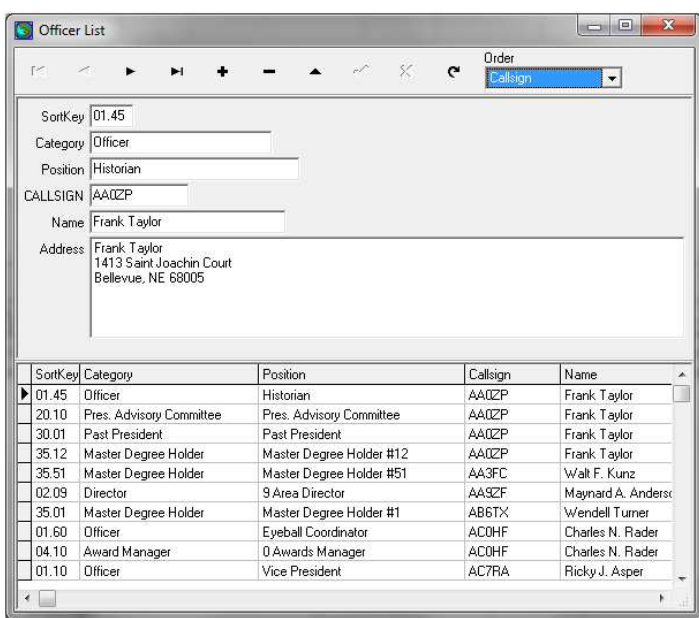 Officer List
Order
Callsign
SortKey 01.45
Category Officer
Position Historian
CALLSIGN AA0ZP
Name Frank Taylor
Address Frank Taylor
1413 Saint Joachin Court
Bellevue, NE 68005
SortKey Category Position Callsign Name
01.45 Officer Historian AA0ZP Frank Taylor
20.10 Pres. Advisory Committee Pres. Advisory Committee AA0ZP Frank Taylor
30.01 Past President Past President AA0ZP Frank Taylor
35.12 Master Degree Holder Master Degree Holder #12 AA0ZP Frank Taylor
35.51 Master Degree Holder Master Degree Holder #51 AA3FC Walt F. Kunz
02.09 Director 9 Area Director AA9ZF Maynard A. Anderso
35.01 Master Degree Holder Master Degree Holder #1 AB6TX Wendell Turner
01.60 Officer Eyeball Coordinator AC0HF Charles N. Rader
04.10 Award Manager 0 Awards Manager AC0HF Charles N. Rader
01.10 Officer Vice President AC7RA Ricky J. Asper